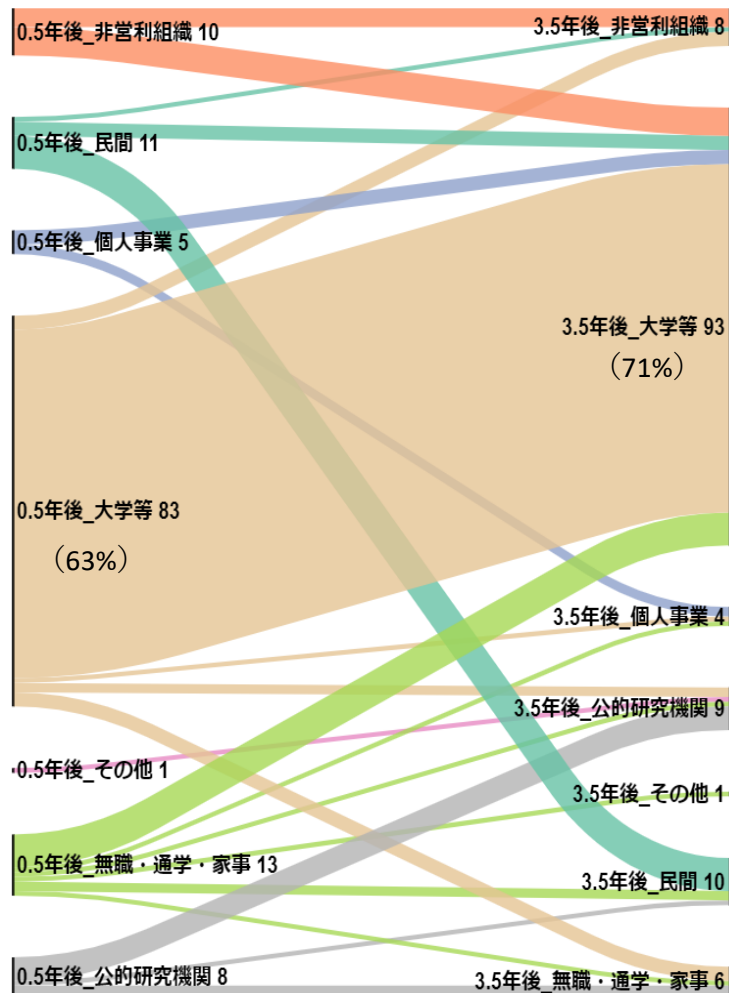 0.5年後_非営利組織 10
3.5年後_非営利組織 8
0.5年後_民間 11
0.5年後_個人事業 5
3.5年後_大学等 93
（71%）
0.5年後_大学等 83
（63%）
3.5年後_個人事業 4
3.5年後_公的研究機関 9
0.5年後_その他 1
3.5年後_その他 1
0.5年後_無職・通学・家事 13
3.5年後_民間 10
0.5年後_公的研究機関 8
3.5年後_無職・通学・家事 6